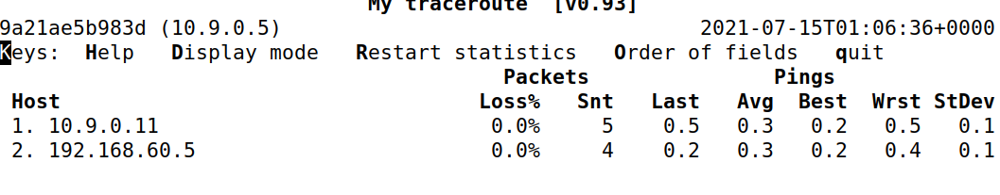 My traceroute  [v0.93]
9a21ae5b983d (10.9.0.5)                                  2021-07-15T01:06:36+0000
Keys:  Help   Display mode   Restart statistics   Order of fields   quit
                                         Packets               Pings
 Host                                  Loss%   Snt   Last   Avg  Best  Wrst StDev
 1. 10.9.0.11                           0.0%     5    0.5   0.3   0.2   0.5   0.1
 2. 192.168.60.5                        0.0%     4    0.2   0.3   0.2   0.4   0.1